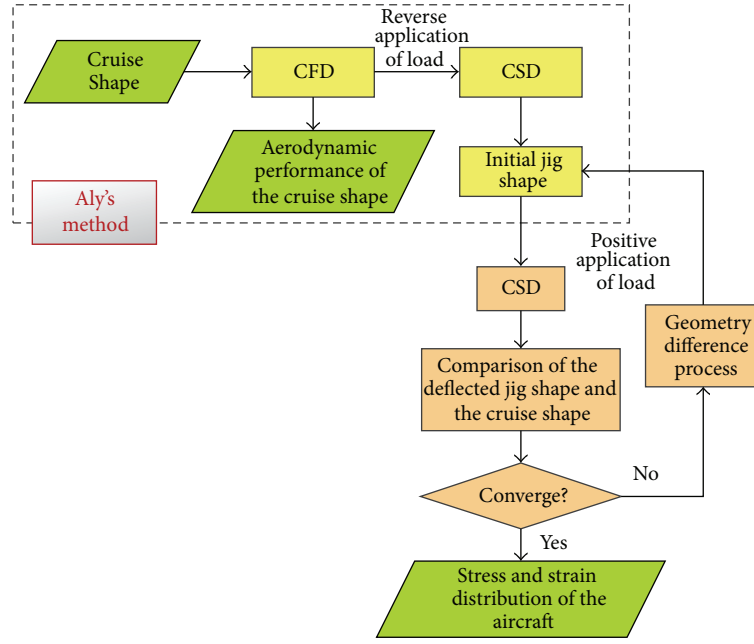 Reverse
application
of load
Cruise
Shape
CFD
CSD
Aerodynamic
performance of
the cruise shape
Initial jig
shape
Aly's
method
Positive
application
of load
CSD
Geometry
difference
process
Comparison of the
deflected jig shape and
the cruise shape
No
Converge?
Yes
Stress and strain
distribution of the
aircraft